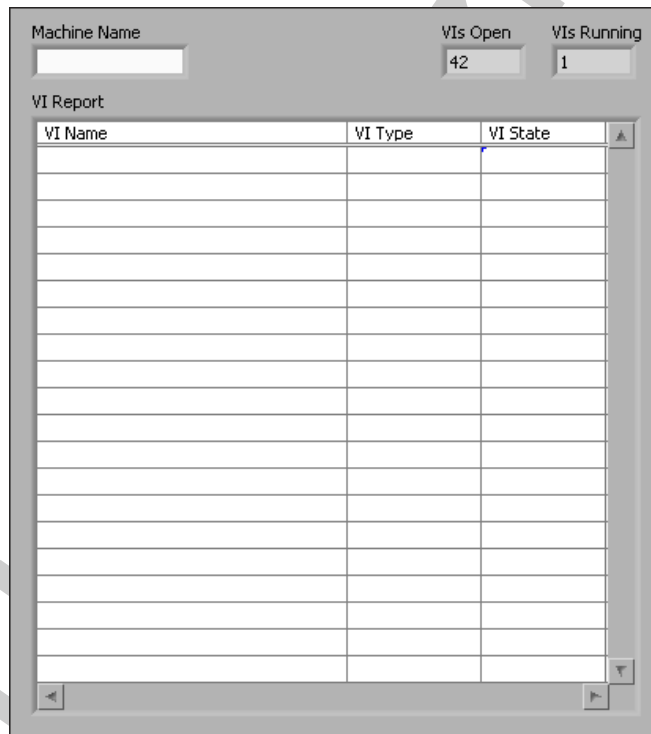 Machine Name VIs Open VIs Running
42 1
VI Report
VI Name VI Type VI State